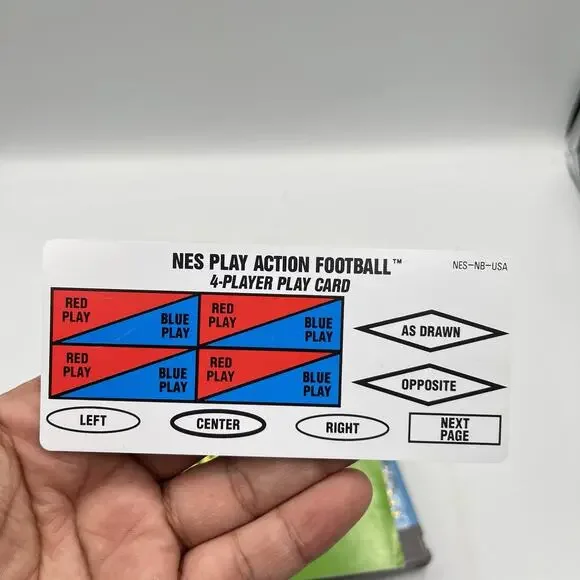 NES PLAY ACTION FOOTBALL™
NES-NB-USA
4-PLAYER PLAY CARD
RED
PLAY
BLUE
PLAY
RED
PLAY
BLUE
PLAY
AS DRAWN
RED
PLAY
BLUE
PLAY
RED
PLAY
BLUE
PLAY
OPPOSITE
LEFT
CENTER
RIGHT
NEXT
PAGE